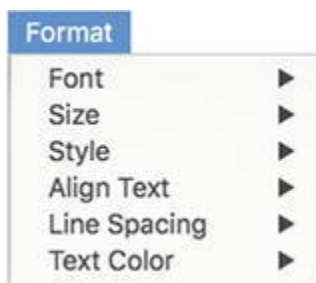 Format
Font
Size
Style
Align Text
Line Spacing
Text Color